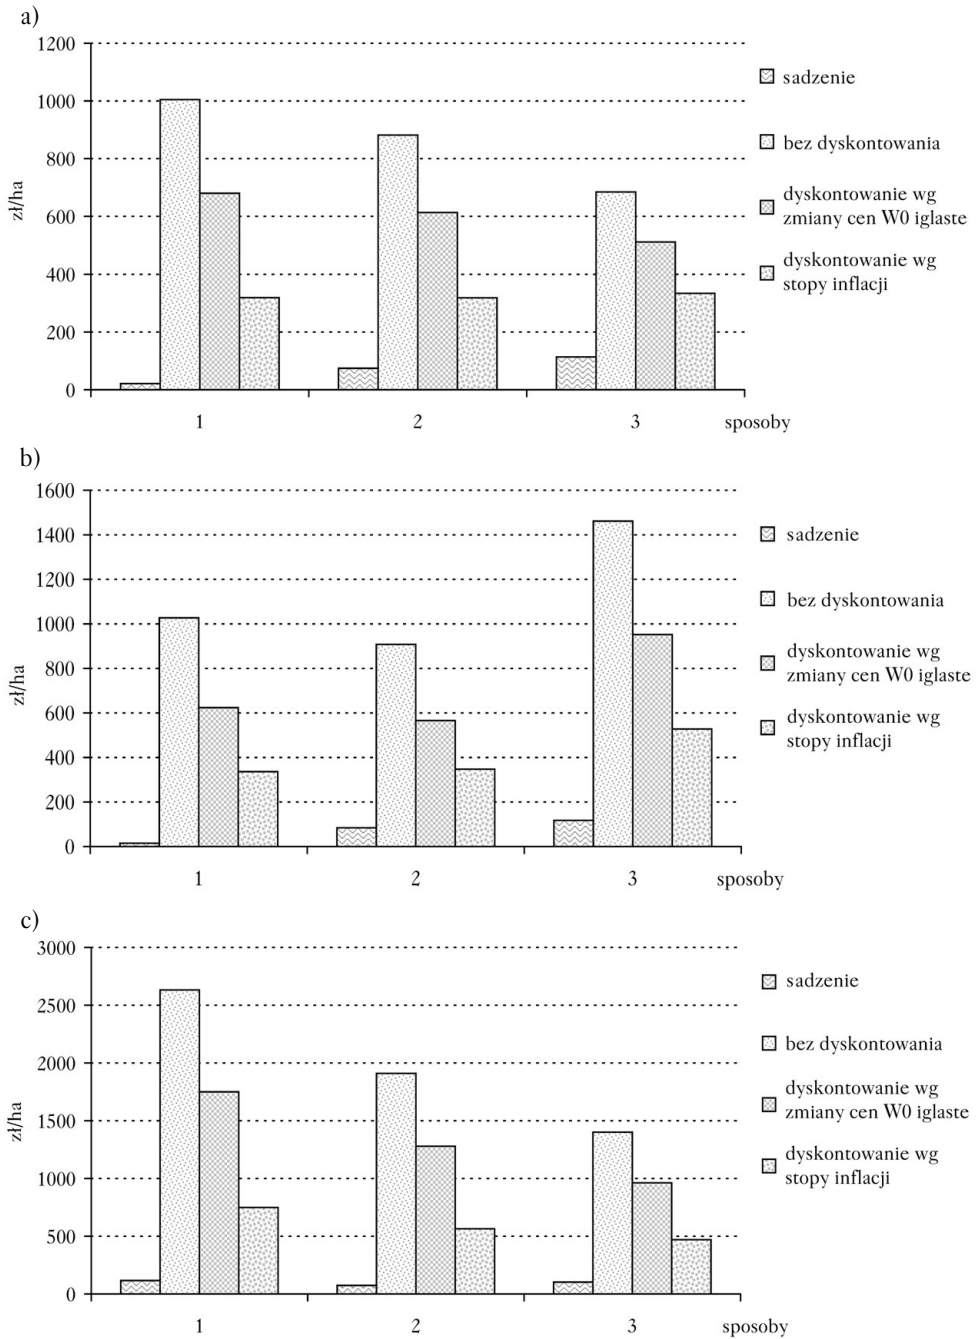 a)
1200
1000
800
600
400
200
0
zł/ha
1
2
3
sposoby
sadzenie
bez dyskontowania
dyskontowanie wg
zmiany cen W0 iglaste
dyskontowanie wg
stopy inflacji
b)
1600
1400
1200
1000
800
600
400
200
0
zł/ha
1
2
3
sposoby
sadzenie
bez dyskontowania
dyskontowanie wg
zmiany cen W0 iglaste
dyskontowanie wg
stopy inflacji
c)
3000
2500
2000
1500
1000
500
0
zł/ha
1
2
3
sposoby
sadzenie
bez dyskontowania
dyskontowanie wg
zmiany cen W0 iglaste
dyskontowanie wg
stopy inflacji